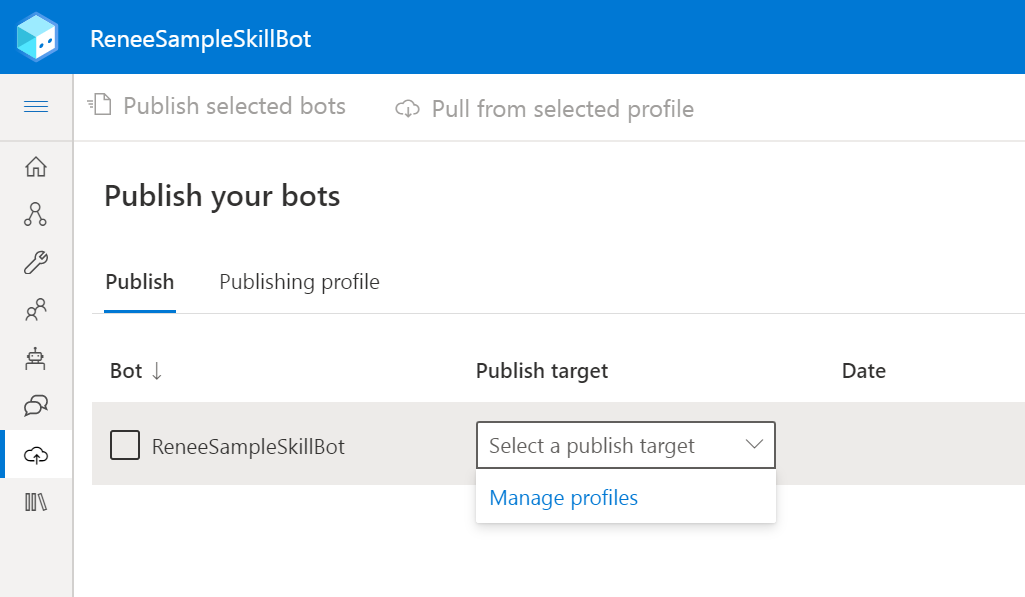 ReneeSampleSkillBot
Publish selected bots Pull from selected profile
Publish your bots
Publish Publishing profile
Bot ↓ Publish target Date
ReneeSampleSkillBot Select a publish target
Manage profiles